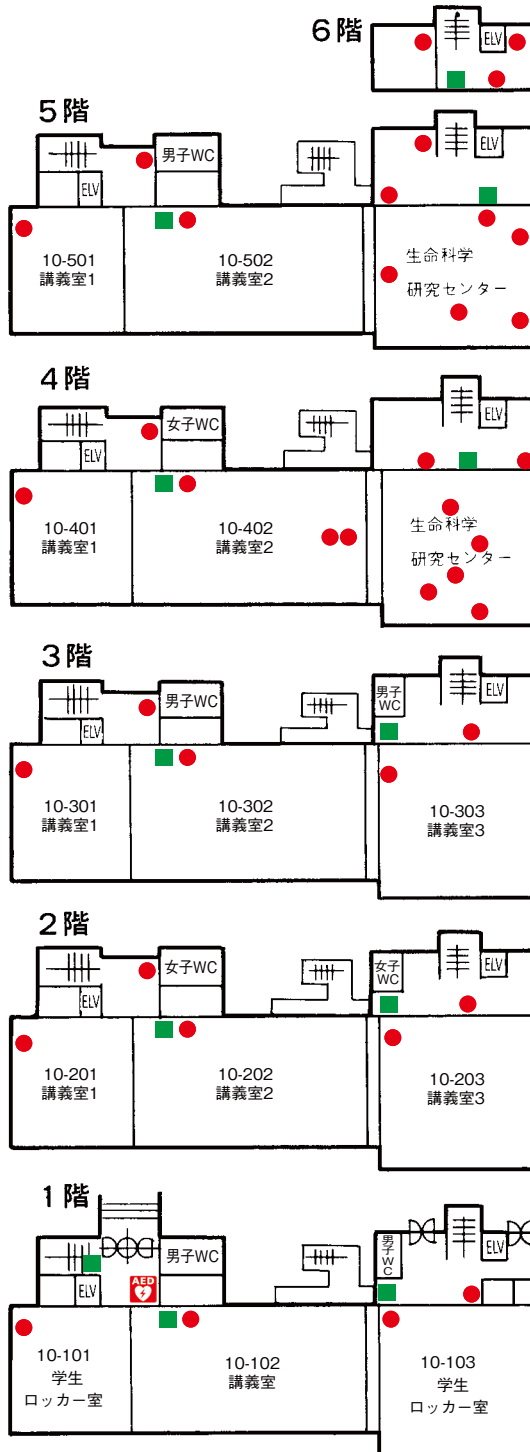 6階
ELV
5階
男子WC
ELV
ELV
10-501
講義室1
10-502
講義室2
生命科学
研究センター
4階
女子WC
ELV
ELV
10-401
講義室1
10-402
講義室2
生命科学
研究センター
3階
男子WC
ELV
男子
WC
ELV
10-301
講義室1
10-302
講義室2
10-303
講義室3
2階
女子WC
ELV
女子
WC
ELV
10-201
講義室1
10-202
講義室2
10-203
講義室3
1階
男子WC
ELV
AED
男子WC
ELV
10-101
学生
ロッカー室
10-102
講義室
10-103
学生
ロッカー室